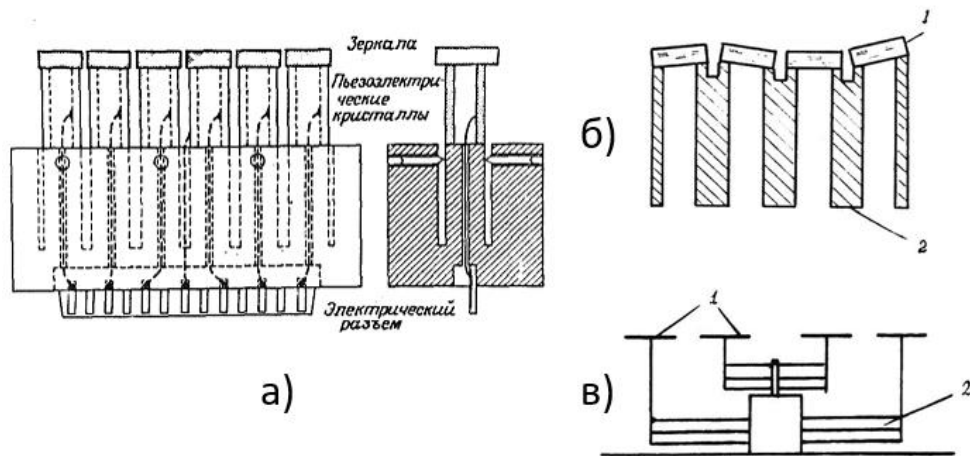 Зеркала
Пьезоэлектри-
ческие
кристаллы
Электрический
разъем
а)
б)
1
2
в)
1
2